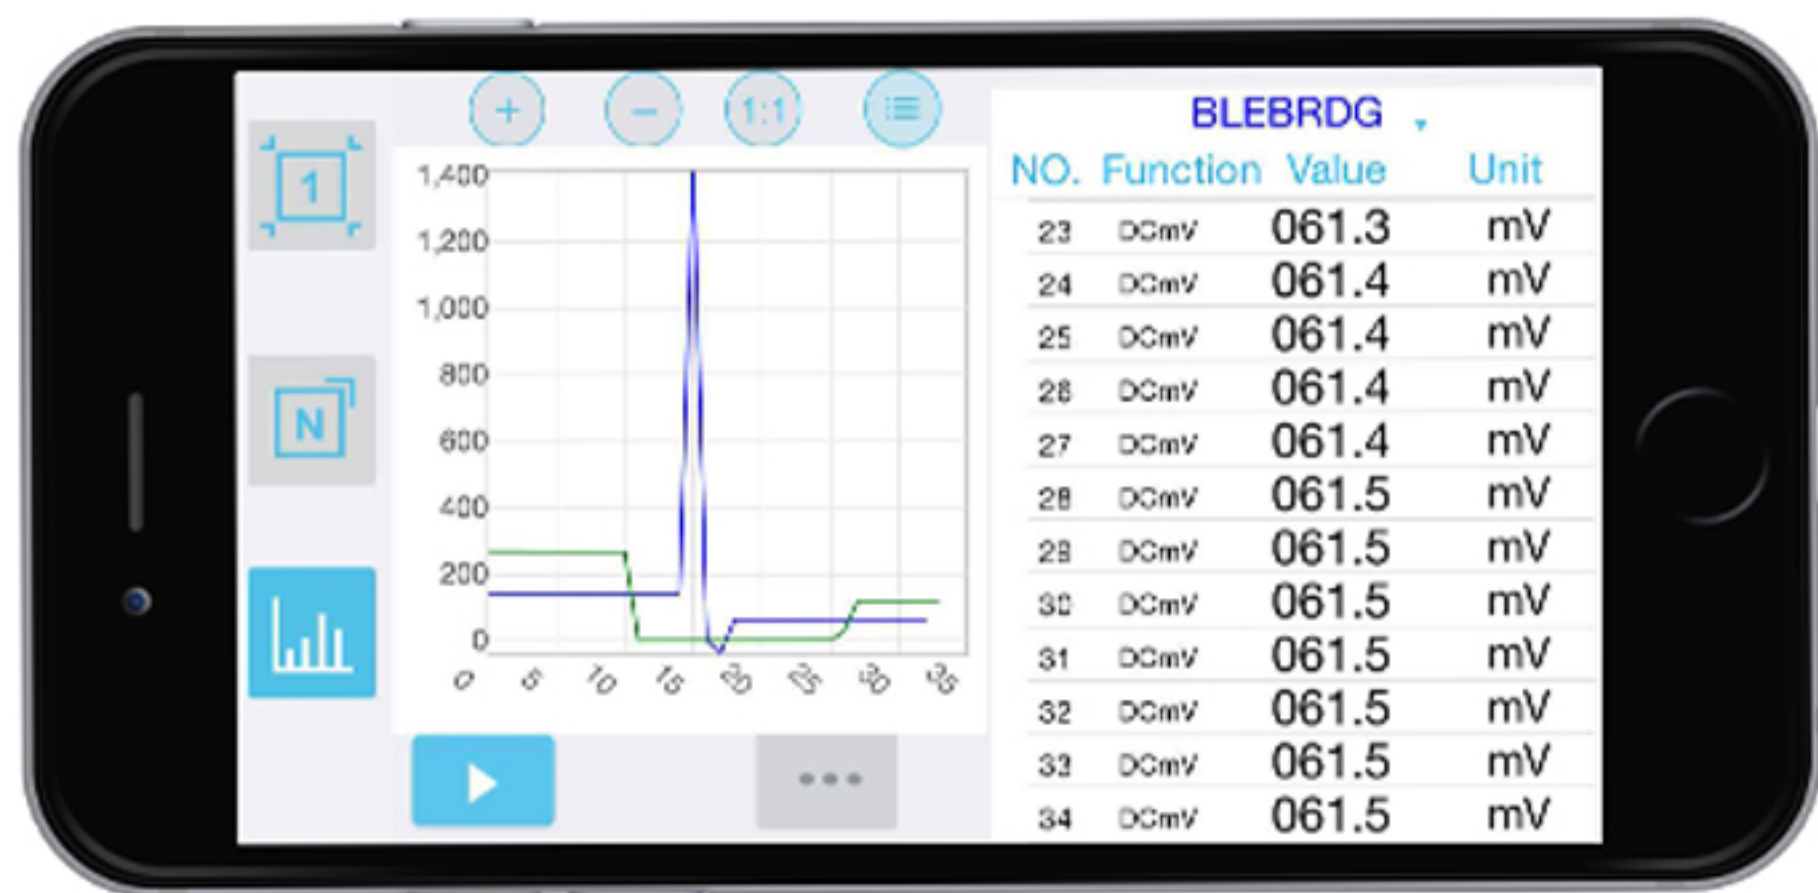 + − 1:1
1
N
1,400
1,200
1,000
800
600
400
200
0
0 5 10 15 20 25 30 35
BLEBRDG
NO. Function Value Unit
23 DCmV 061.3 mV
24 DCmV 061.4 mV
25 DCmV 061.4 mV
26 DCmV 061.4 mV
27 DCmV 061.4 mV
28 DCmV 061.5 mV
29 DCmV 061.5 mV
30 DCmV 061.5 mV
31 DCmV 061.5 mV
32 DCmV 061.5 mV
33 DCmV 061.5 mV
34 DCmV 061.5 mV